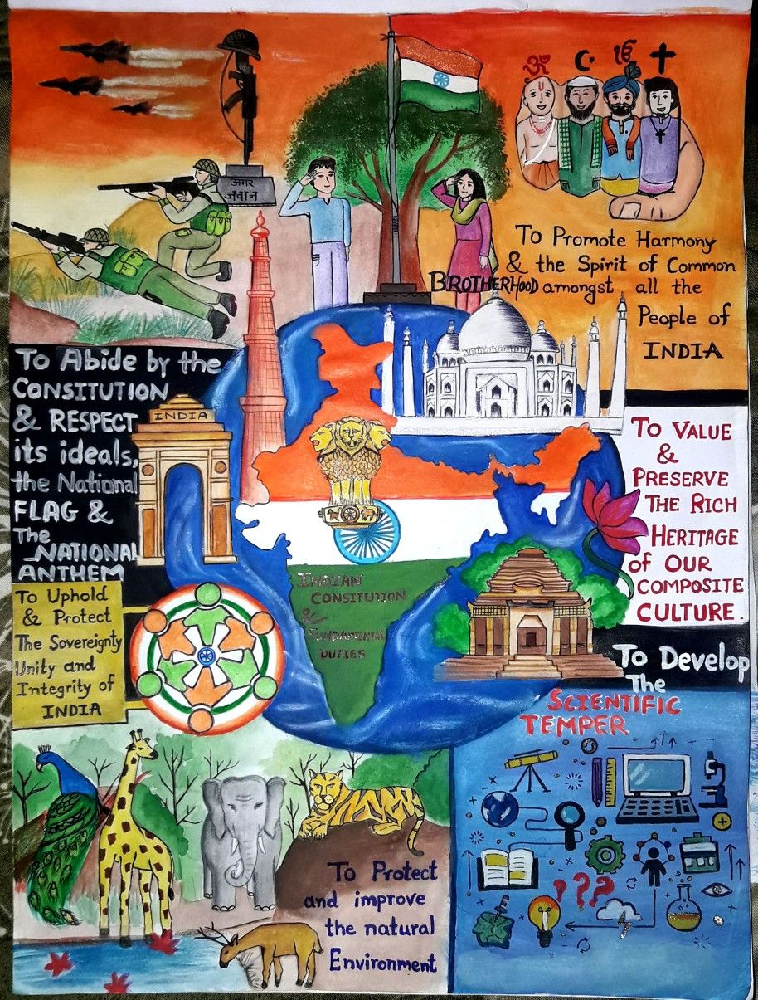 ॐ ੴ
अमर
जवान
To Promote Harmony
& the Spirit of Common
BROTHERHOOD amongst all the
People of
INDIA
To Abide by the
CONSITUTION
& RESPECT
its ideals,
the National
FLAG &
The
NATIONAL
ANTHEM
INDIA
To VALUE
&
PRESERVE
THE RICH
HERITAGE
of OUR
COMPOSITE
CULTURE.
INDIAN
CONSITUTION
&
FUNDAMENTAL
DUTIES
To Uphold
& Protect
The Sovereignty
Unity and
Integrity of
INDIA
To Develop
The
SCIENTIFIC
TEMPER
To Protect
and improve
the natural
Environment
???